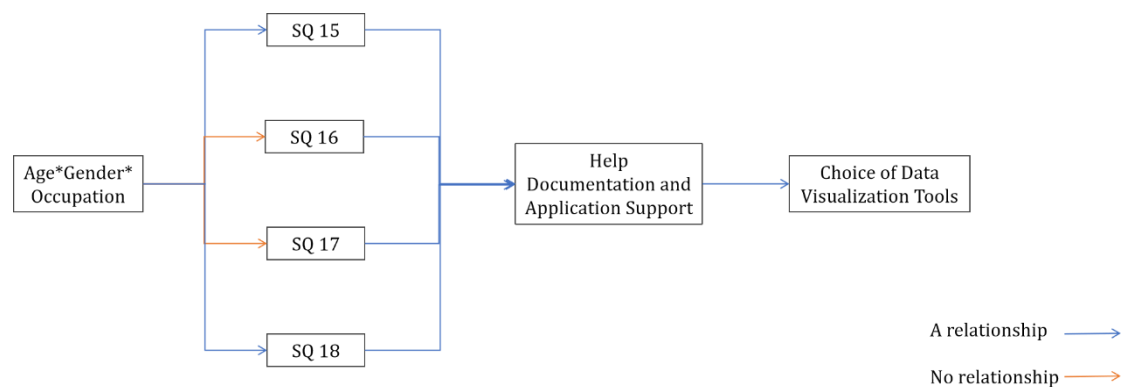 SQ 15
SQ 16
Age*Gender*
Occupation
SQ 17
SQ 18
Help
Documentation and
Application Support
Choice of Data
Visualization Tools
A relationship
No relationship